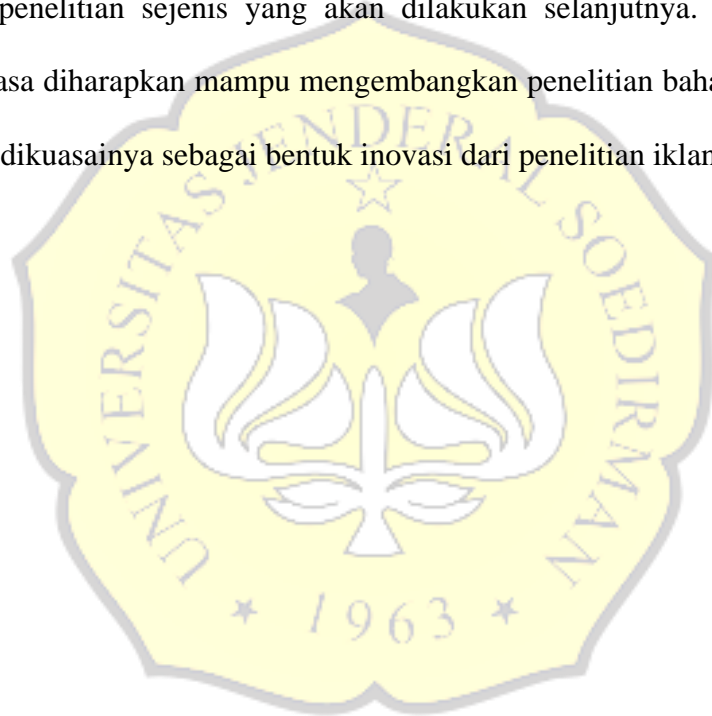 penelitian sejenis yang akan dilakukan selanjutnya.
asa diharapkan mampu mengembangkan penelitian baha
dikuasainya sebagai bentuk inovasi dari penelitian iklan
UNIVERSITAS JENDERAL SOEDIRMAN
* 1963 *